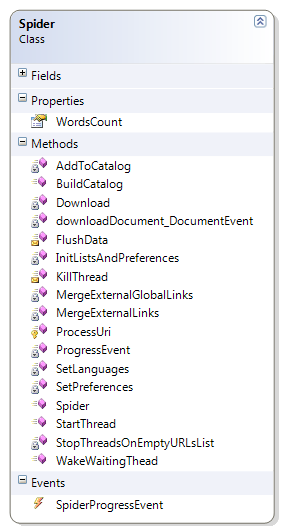 Spider
Class
Fields
Properties
WordsCount
Methods
AddToCatalog
BuildCatalog
Download
downloadDocument_DocumentEvent
FlushData
InitListsAndPreferences
KillThread
MergeExternalGlobalLinks
MergeExternalLinks
ProcessUri
ProgressEvent
SetLanguages
SetPreferences
Spider
StartThread
StopThreadsOnEmptyURLsList
WakeWaitingThead
Events
SpiderProgressEvent